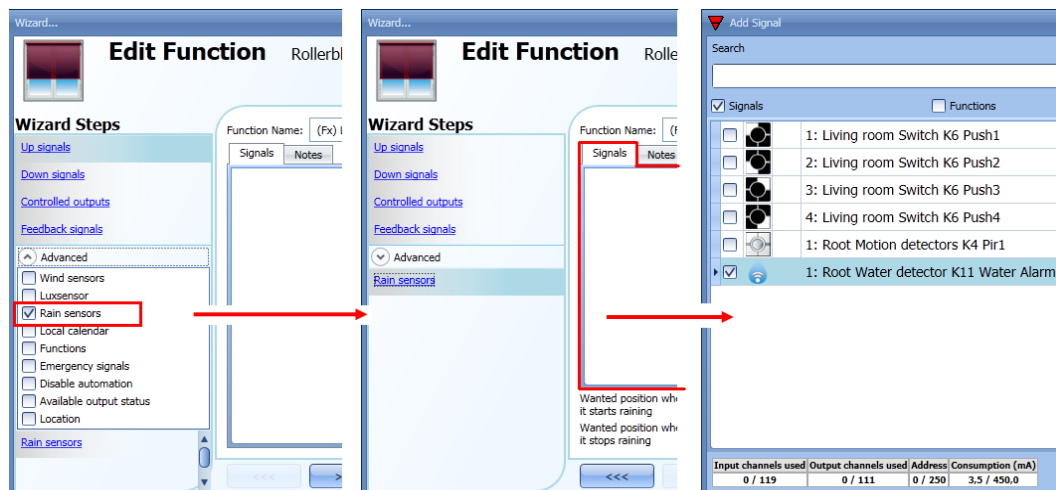 Wizard...
Edit Function Rollerbl
Wizard Steps
Up signals
Down signals
Controlled outputs
Feedback signals
Advanced
Wind sensors
Luxsensor
Rain sensors
Local calendar
Functions
Emergency signals
Disable automation
Available output status
Location
Rain sensors
Function Name: (Fx) L
Signals Notes
<<< >
Wizard...
Edit Function Rolle
Wizard Steps
Up signals
Down signals
Controlled outputs
Feedback signals
Advanced
Rain sensors
Function Name: (F
Signals Notes
Wanted position whe
it starts raining
Wanted position whe
it stops raining
<<<
Add Signal
Search
Signals Functions
1: Living room Switch K6 Push1
2: Living room Switch K6 Push2
3: Living room Switch K6 Push3
4: Living room Switch K6 Push4
1: Root Motion detectors K4 Pir1
1: Root Water detector K11 Water Alarm
Input channels used Output channels used Address Consumption (mA)
0 / 119 0 / 111 0 / 250 3,5 / 450,0